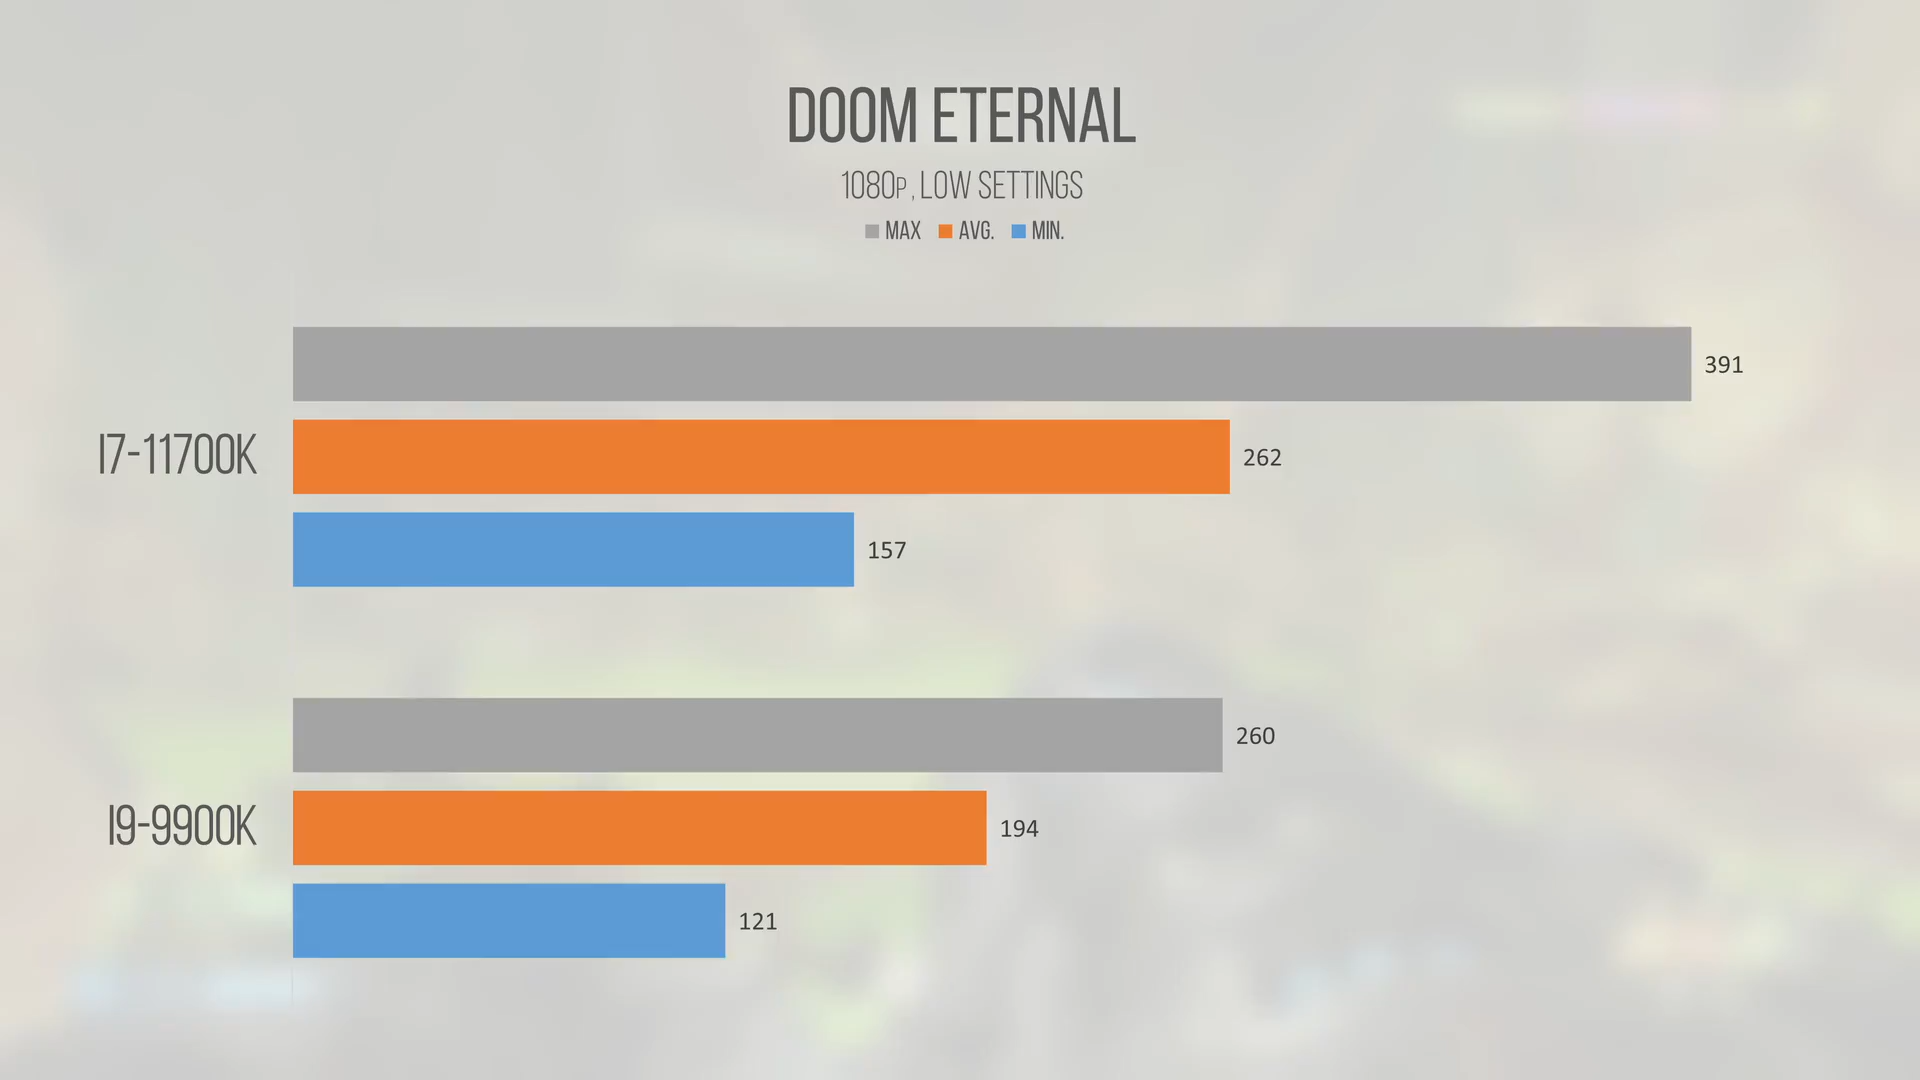 DOOM ETERNAL
1080P, LOW SETTINGS
MAX AVG. MIN.
391
I7-11700K
262
157
260
I9-9900K
194
121